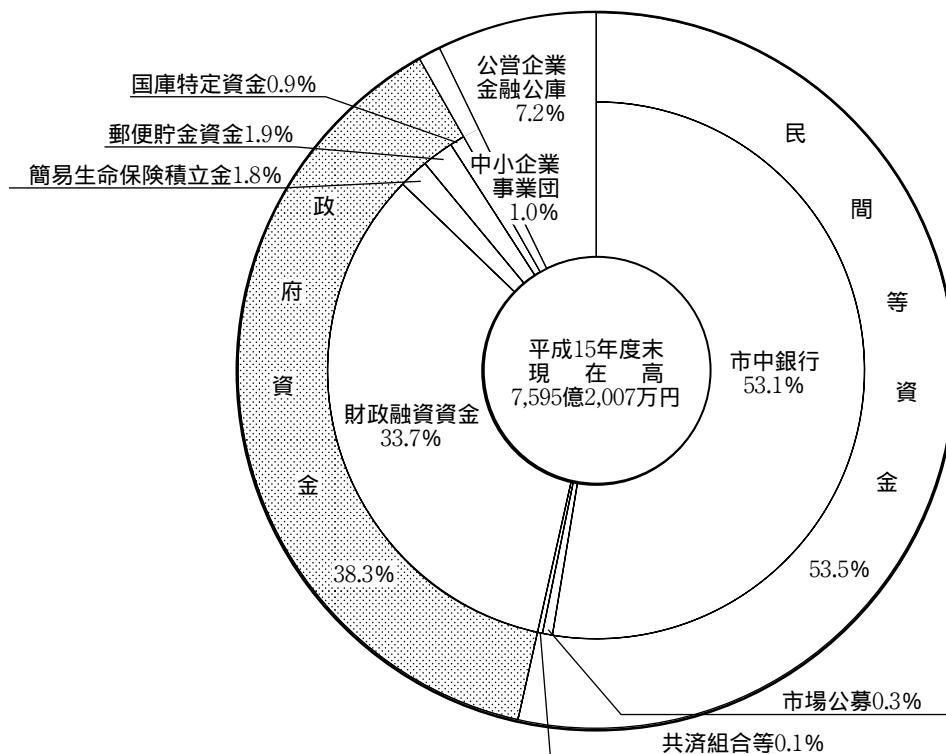 公営企業
金融公庫
7.2%
国庫特定資金0.9%
郵便貯金資金1.9%
簡易生命保険積立金1.8%
中小企業
事業団
1.0%
民間等資金
53.5%
政府資金
38.3%
平成15年度末
現在高
7,595億2,007万円
市中銀行
53.1%
財政融資資金
33.7%
市場公募0.3%
共済組合等0.1%